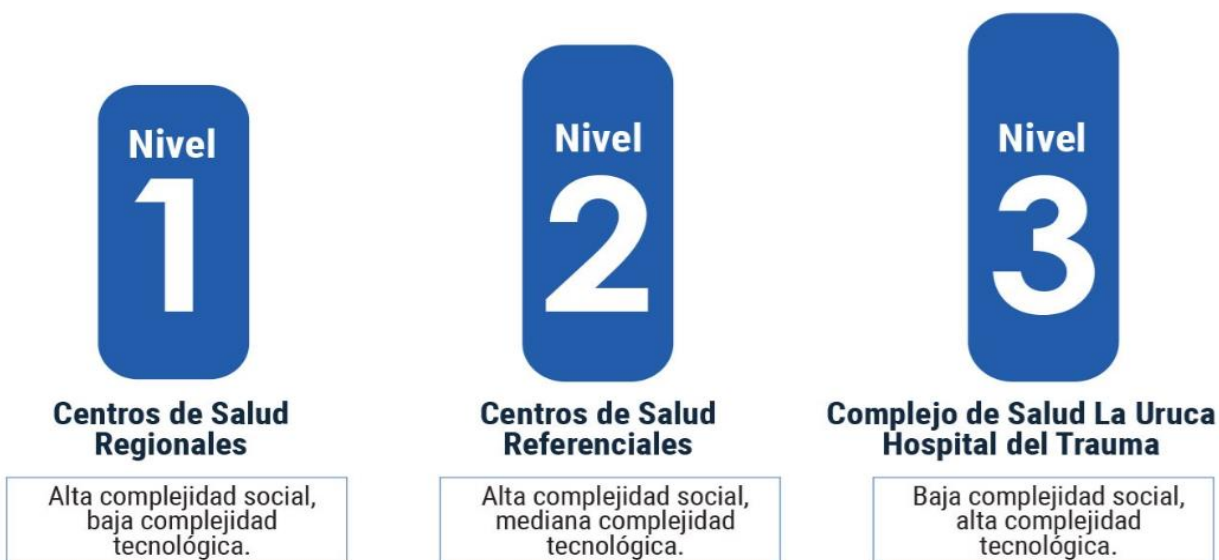 Nivel
1
Centros de Salud
Regionales
Alta complejidad social,
baja complejidad
tecnológica.
Nivel
2
Centros de Salud
Referenciales
Alta complejidad social,
mediana complejidad
tecnológica.
Nivel
3
Complejo de Salud La Uruca
Hospital del Trauma
Baja complejidad social,
alta complejidad
tecnológica.